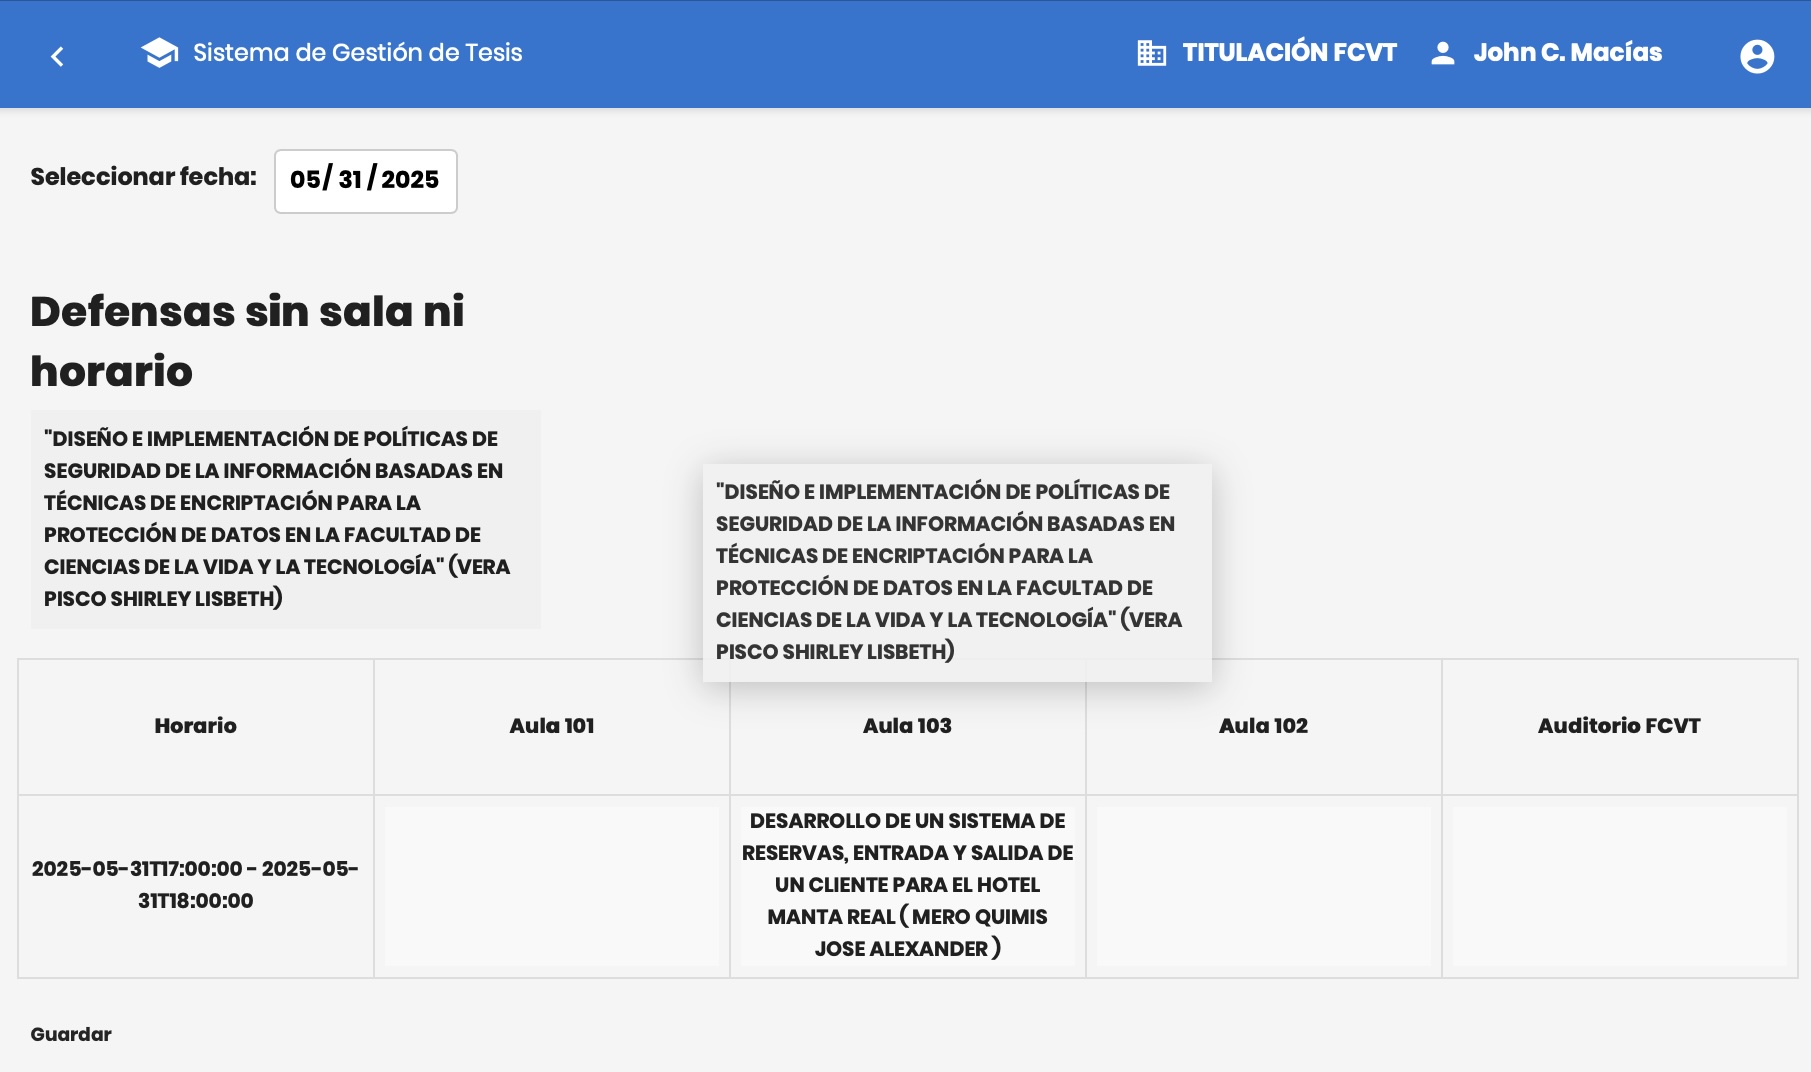 Sistema de Gestión de Tesis
TITULACIÓN FCVT
John C. Macías
Seleccionar fecha:
05/ 31 / 2025
Defensas sin sala ni
horario
"DISEÑO E IMPLEMENTACIÓN DE POLÍTICAS DE
SEGURIDAD DE LA INFORMACIÓN BASADAS EN
TÉCNICAS DE ENCRIPTACIÓN PARA LA
PROTECCIÓN DE DATOS EN LA FACULTAD DE
CIENCIAS DE LA VIDA Y LA TECNOLOGÍA" (VERA
PISCO SHIRLEY LISBETH)
"DISEÑO E IMPLEMENTACIÓN DE POLÍTICAS DE
SEGURIDAD DE LA INFORMACIÓN BASADAS EN
TÉCNICAS DE ENCRIPTACIÓN PARA LA
PROTECCIÓN DE DATOS EN LA FACULTAD DE
CIENCIAS DE LA VIDA Y LA TECNOLOGÍA" (VERA
PISCO SHIRLEY LISBETH)
Horario
Aula 101
Aula 103
Aula 102
Auditorio FCVT
2025-05-31T17:00:00 - 2025-05-
31T18:00:00
DESARROLLO DE UN SISTEMA DE
RESERVAS, ENTRADA Y SALIDA DE
UN CLIENTE PARA EL HOTEL
MANTA REAL ( MERO QUIMIS
JOSE ALEXANDER )
Guardar